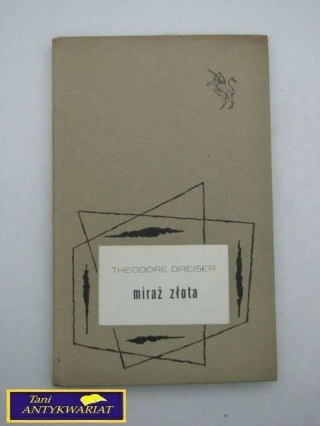 THEODORE DREISER
miraż złota
Tani
ANTYKWARIAT